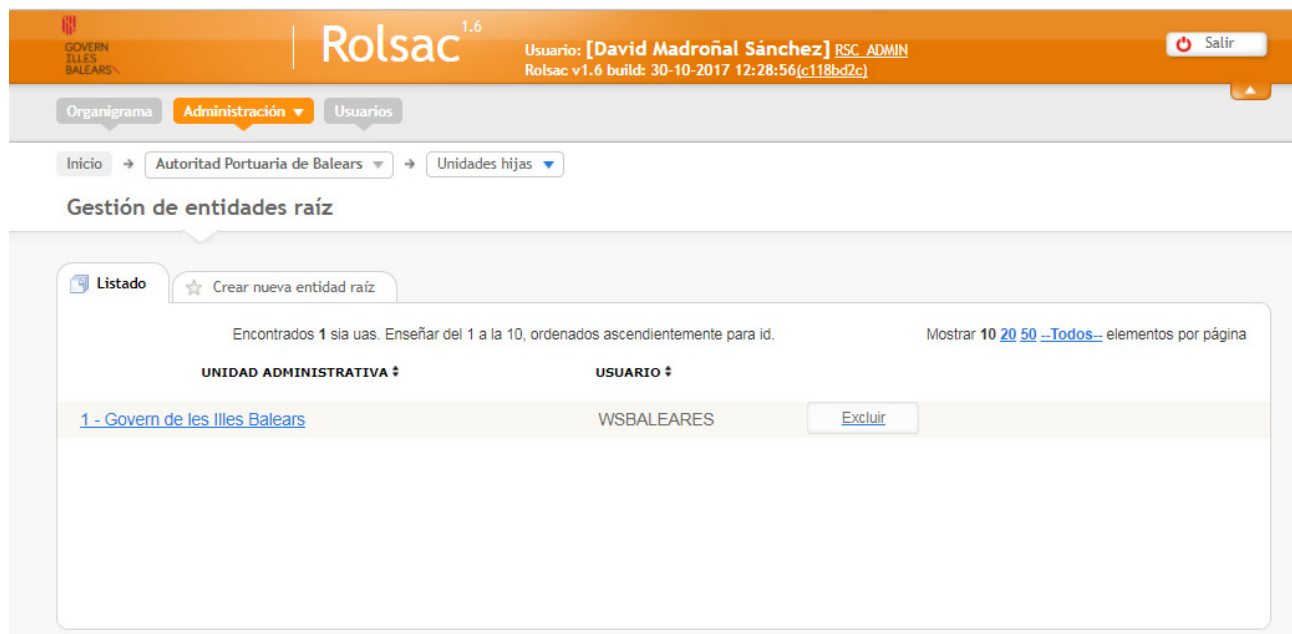 GOVERN
ILLES
BALEARS
Rolsac 1.6
Usuario: [David Madroñal Sánchez] RSC_ADMIN
Rolsac v1.6 build: 30-10-2017 12:28:56(c118bd2c)
Salir
Organigrama Administración Usuarios
Inicio Autoritad Portuaria de Balears Unidades hijas
Gestión de entidades raíz
Listado Crear nueva entidad raíz
Encontrados 1 sia uas. Enseñar del 1 a la 10, ordenados ascendientemente para id. Mostrar 10 20 50 --Todos-- elementos por página
UNIDAD ADMINISTRATIVA USUARIO
1 - Govern de les Illes Balears WSBALEARES Excluir